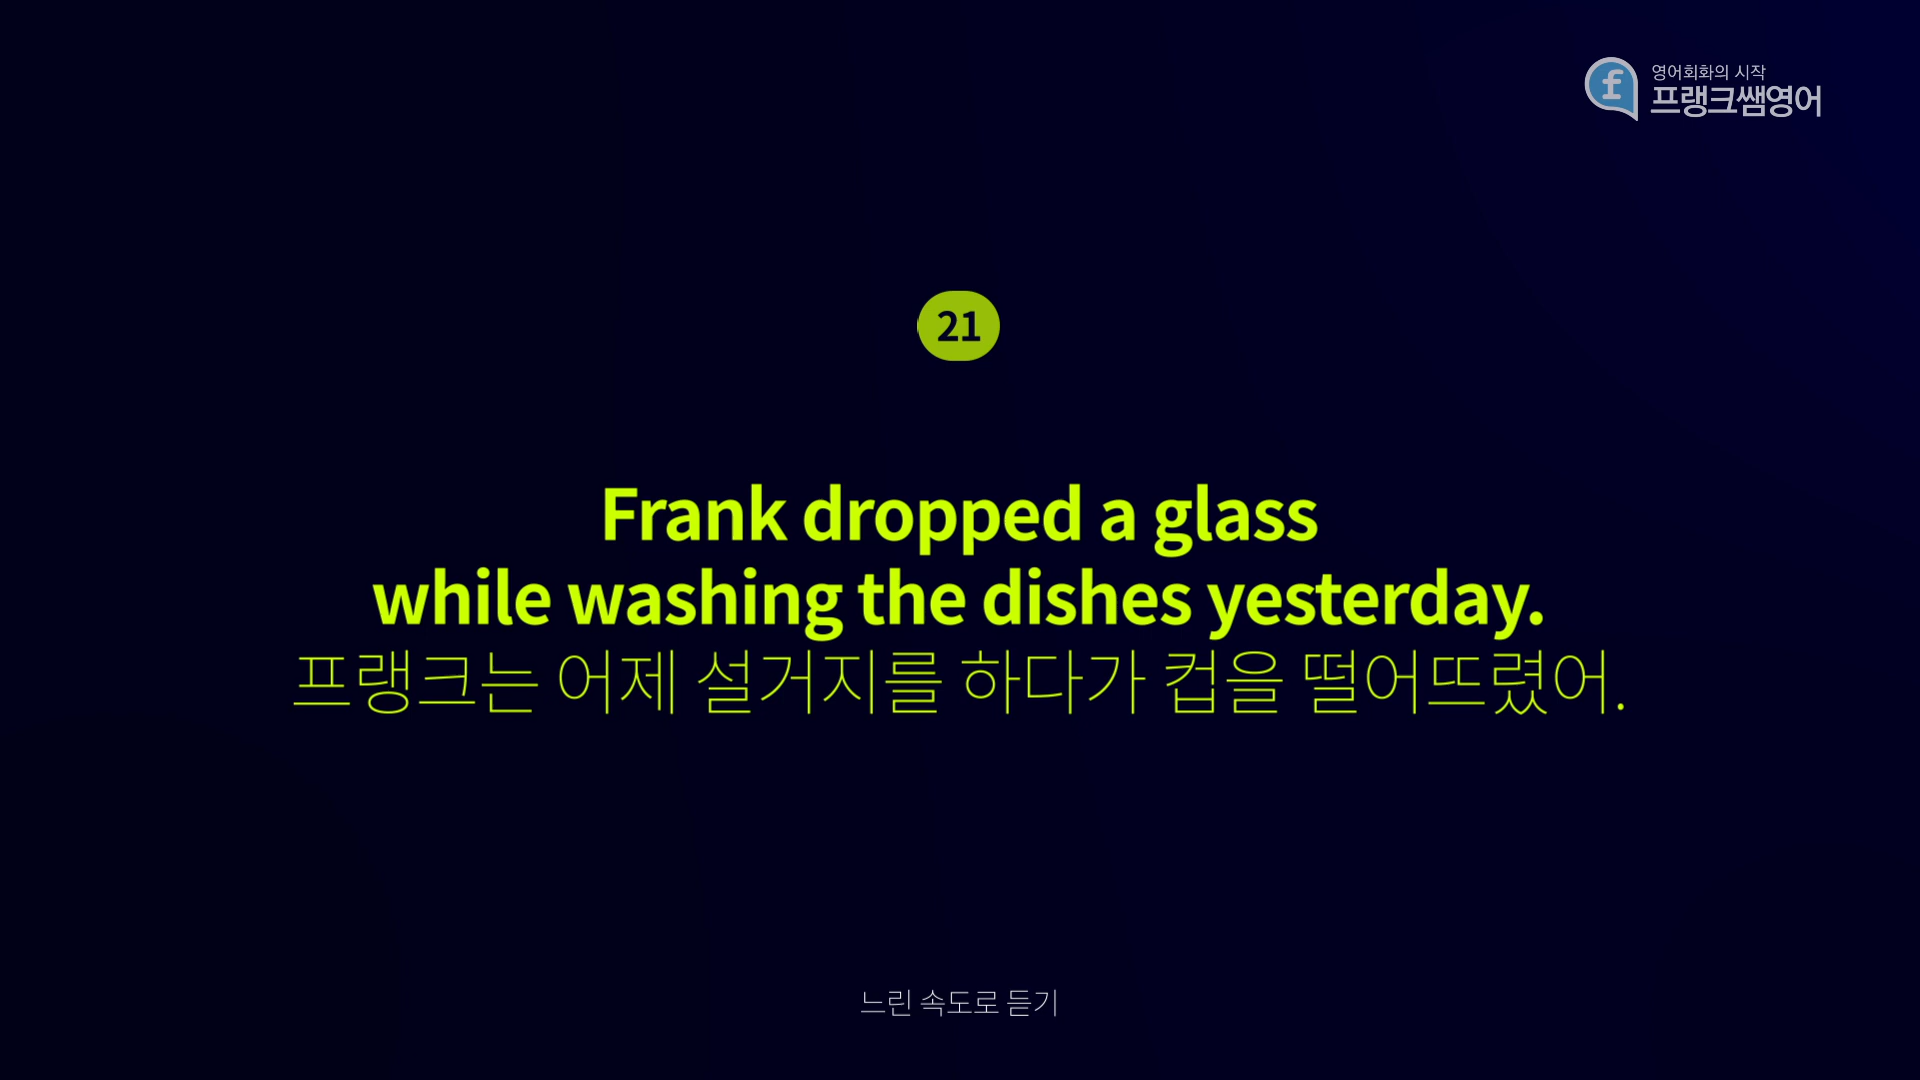 영어회화의 시작
프랭크쌤영어
21
Frank dropped a glass
while washing the dishes yesterday.
프랭크는 어제 설거지를 하다가 컵을 떨어뜨렸어.
느린 속도로 듣기